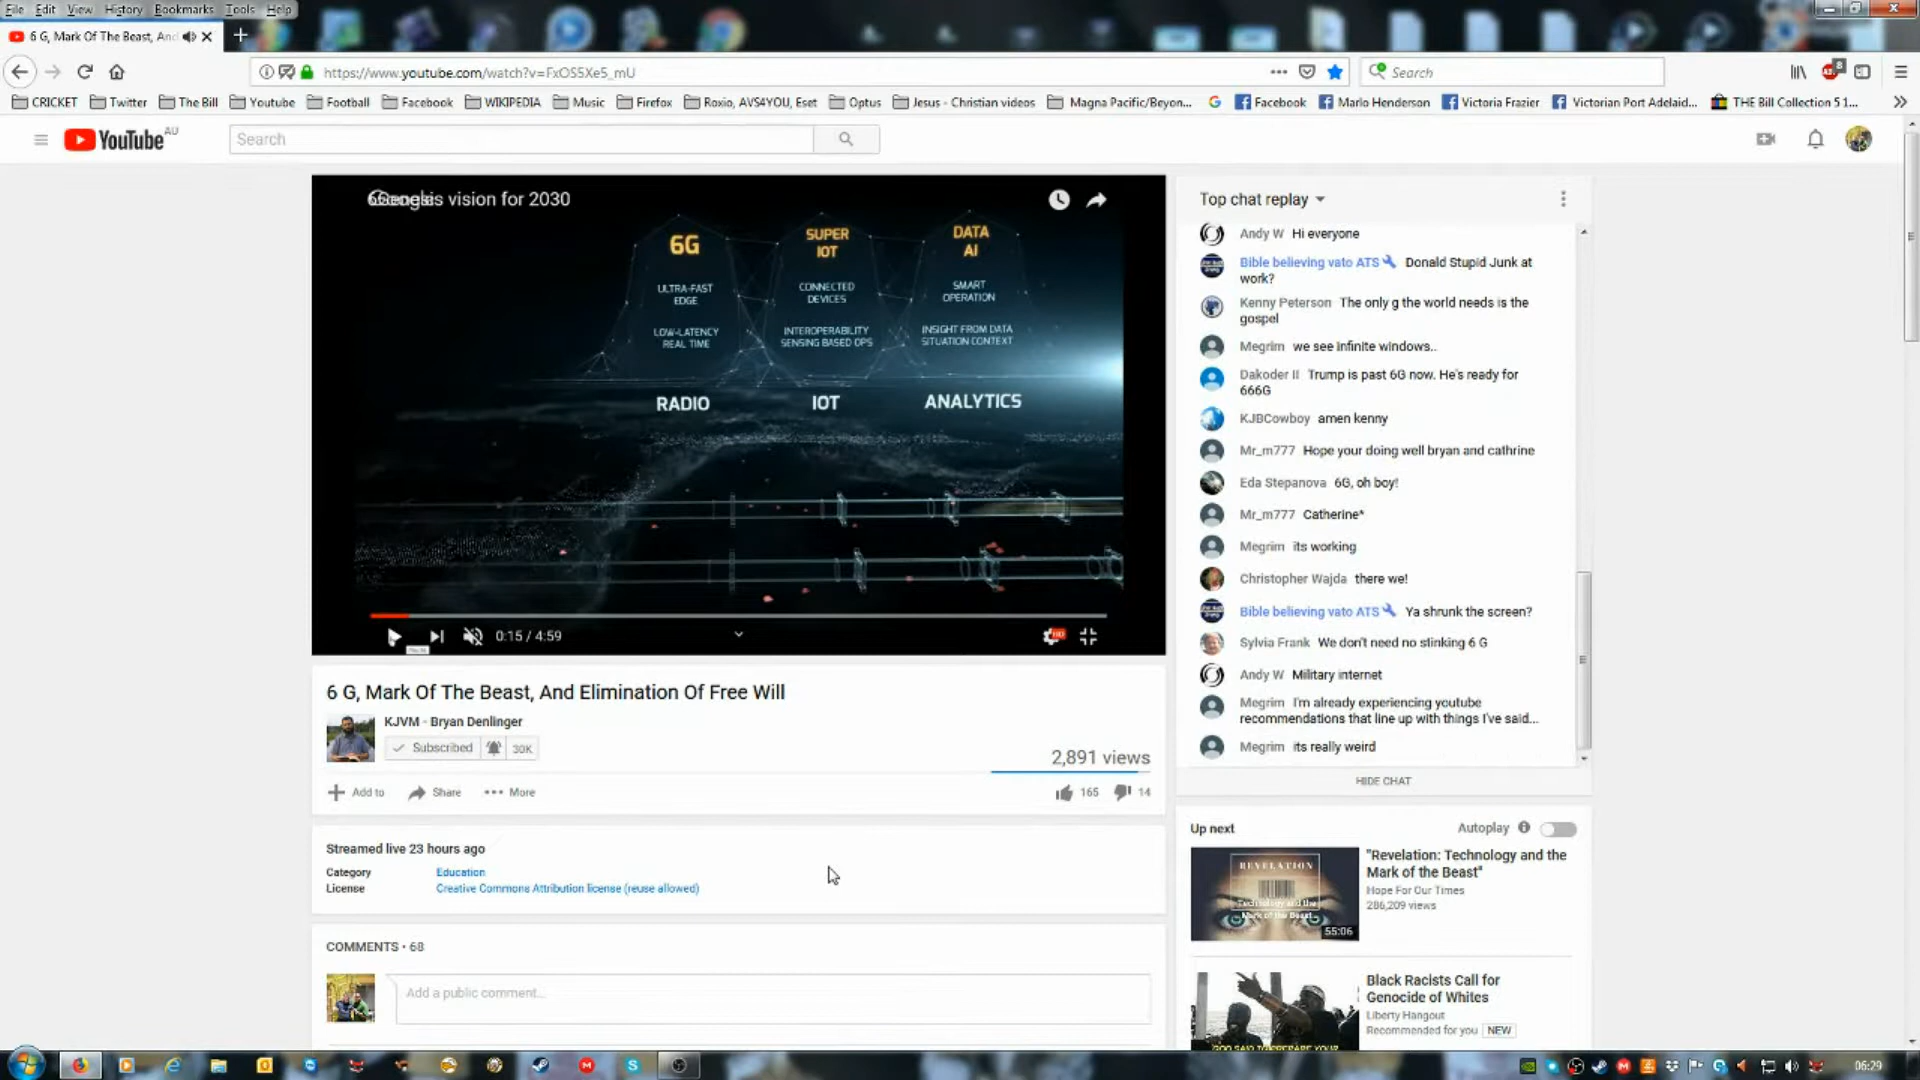 File Edit View History Bookmarks Tools Help
6 G, Mark Of The Beast, And
https://www.youtube.com/watch?v=FxOS5Xe5_mU
Search
CRICKET Twitter The Bill Youtube Football Facebook WIKIPEDIA Music Firefox Roxio, AVS4YOU, Eset Optus Jesus - Christian videos Magna Pacific/Beyon... Facebook Marlo Henderson Victoria Frazier Victorian Port Adelaid... THE Bill Collection 5 1...
YouTube AU
Search
vision for 2030
6G
SUPER
IOT
DATA
AI
ULTRA-FAST
EDGE
CONNECTED
DEVICES
SMART
OPERATION
LOW-LATENCY
REAL TIME
INTEROPERABILITY
SENSING BASED OPS
INSIGHT FROM DATA
SITUATION CONTEXT
RADIO
IOT
ANALYTICS
0:15 / 4:59
HD
6 G, Mark Of The Beast, And Elimination Of Free Will
KJVM - Bryan Denlinger
Subscribed 30K
2,891 views
Add to Share More
165 14
Streamed live 23 hours ago
Category Education
License Creative Commons Attribution license (reuse allowed)
COMMENTS • 68
Add a public comment...
Top chat replay
Andy W Hi everyone
Bible believing vato ATS Donald Stupid Junk at
work?
Kenny Peterson The only g the world needs is the
gospel
Megrim we see infinite windows..
Dakoder II Trump is past 6G now. He's ready for
666G
KJBCowboy amen kenny
Mr_m777 Hope your doing well bryan and cathrine
Eda Stepanova 6G, oh boy!
Mr_m777 Catherine*
Megrim its working
Christopher Wajda there we!
Bible believing vato ATS Ya shrunk the screen?
Sylvia Frank We don't need no stinking 6 G
Andy W Military internet
Megrim I'm already experiencing youtube
recommendations that line up with things I've said...
Megrim its really weird
HIDE CHAT
Up next
Autoplay
REVELATION
Technology and the
Mark of the Beast
55:06
"Revelation: Technology and the
Mark of the Beast"
Hope For Our Times
286,209 views
Black Racists Call for
Genocide of Whites
Liberty Hangout
Recommended for you NEW
06:29